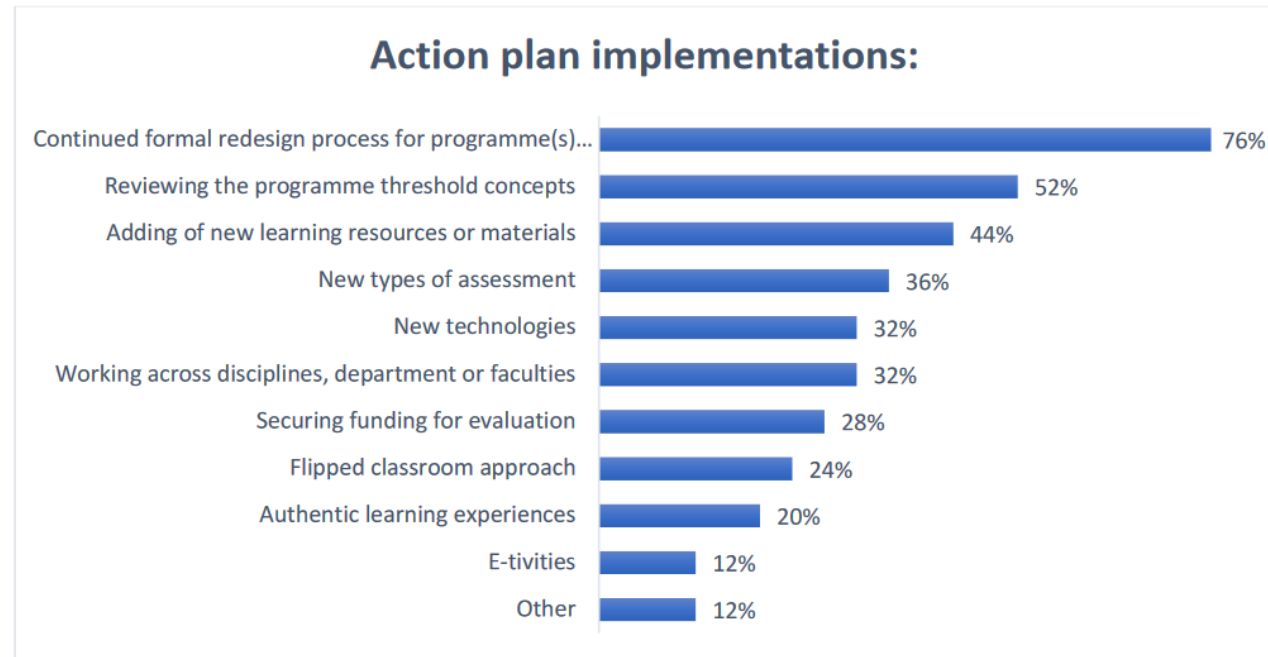 Action plan implementations:
Continued formal redesign process for programme(s)... 76%
Reviewing the programme threshold concepts 52%
Adding of new learning resources or materials 44%
New types of assessment 36%
New technologies 32%
Working across disciplines, department or faculties 32%
Securing funding for evaluation 28%
Flipped classroom approach 24%
Authentic learning experiences 20%
E-tivities 12%
Other 12%